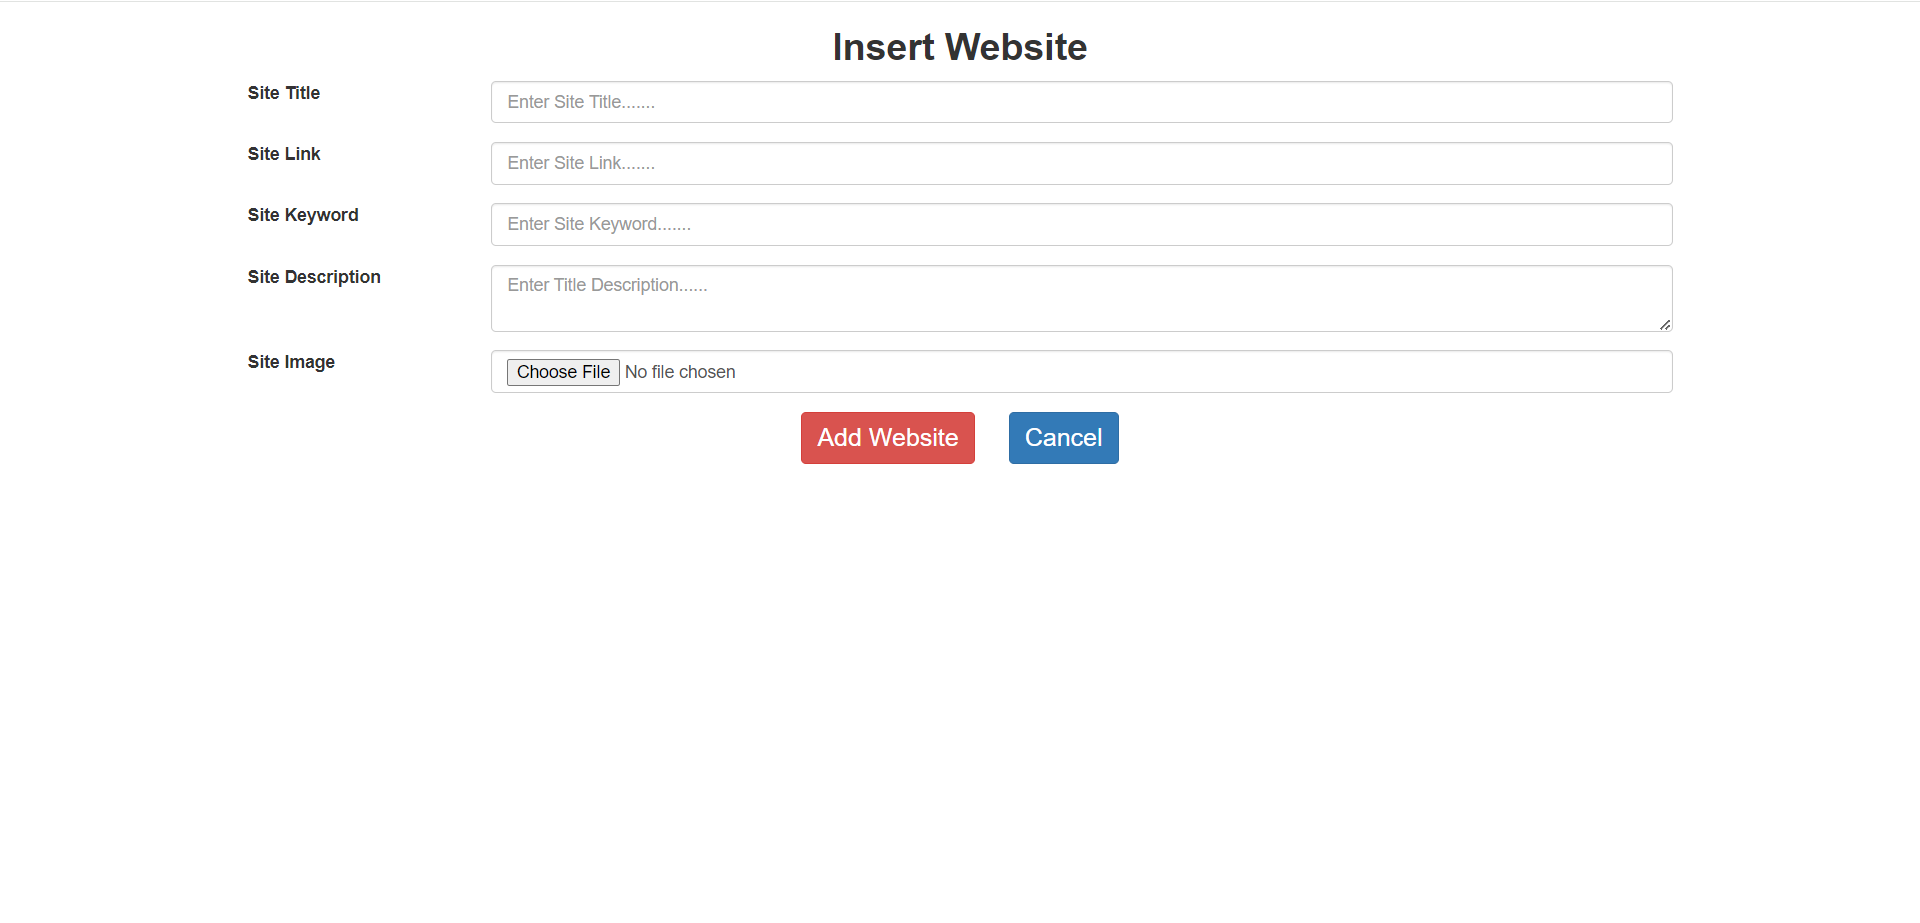 Insert Website
Site Title
Enter Site Title.......
Site Link
Enter Site Link.......
Site Keyword
Enter Site Keyword.......
Site Description
Enter Title Description......
Site Image
Choose File No file chosen
Add Website Cancel